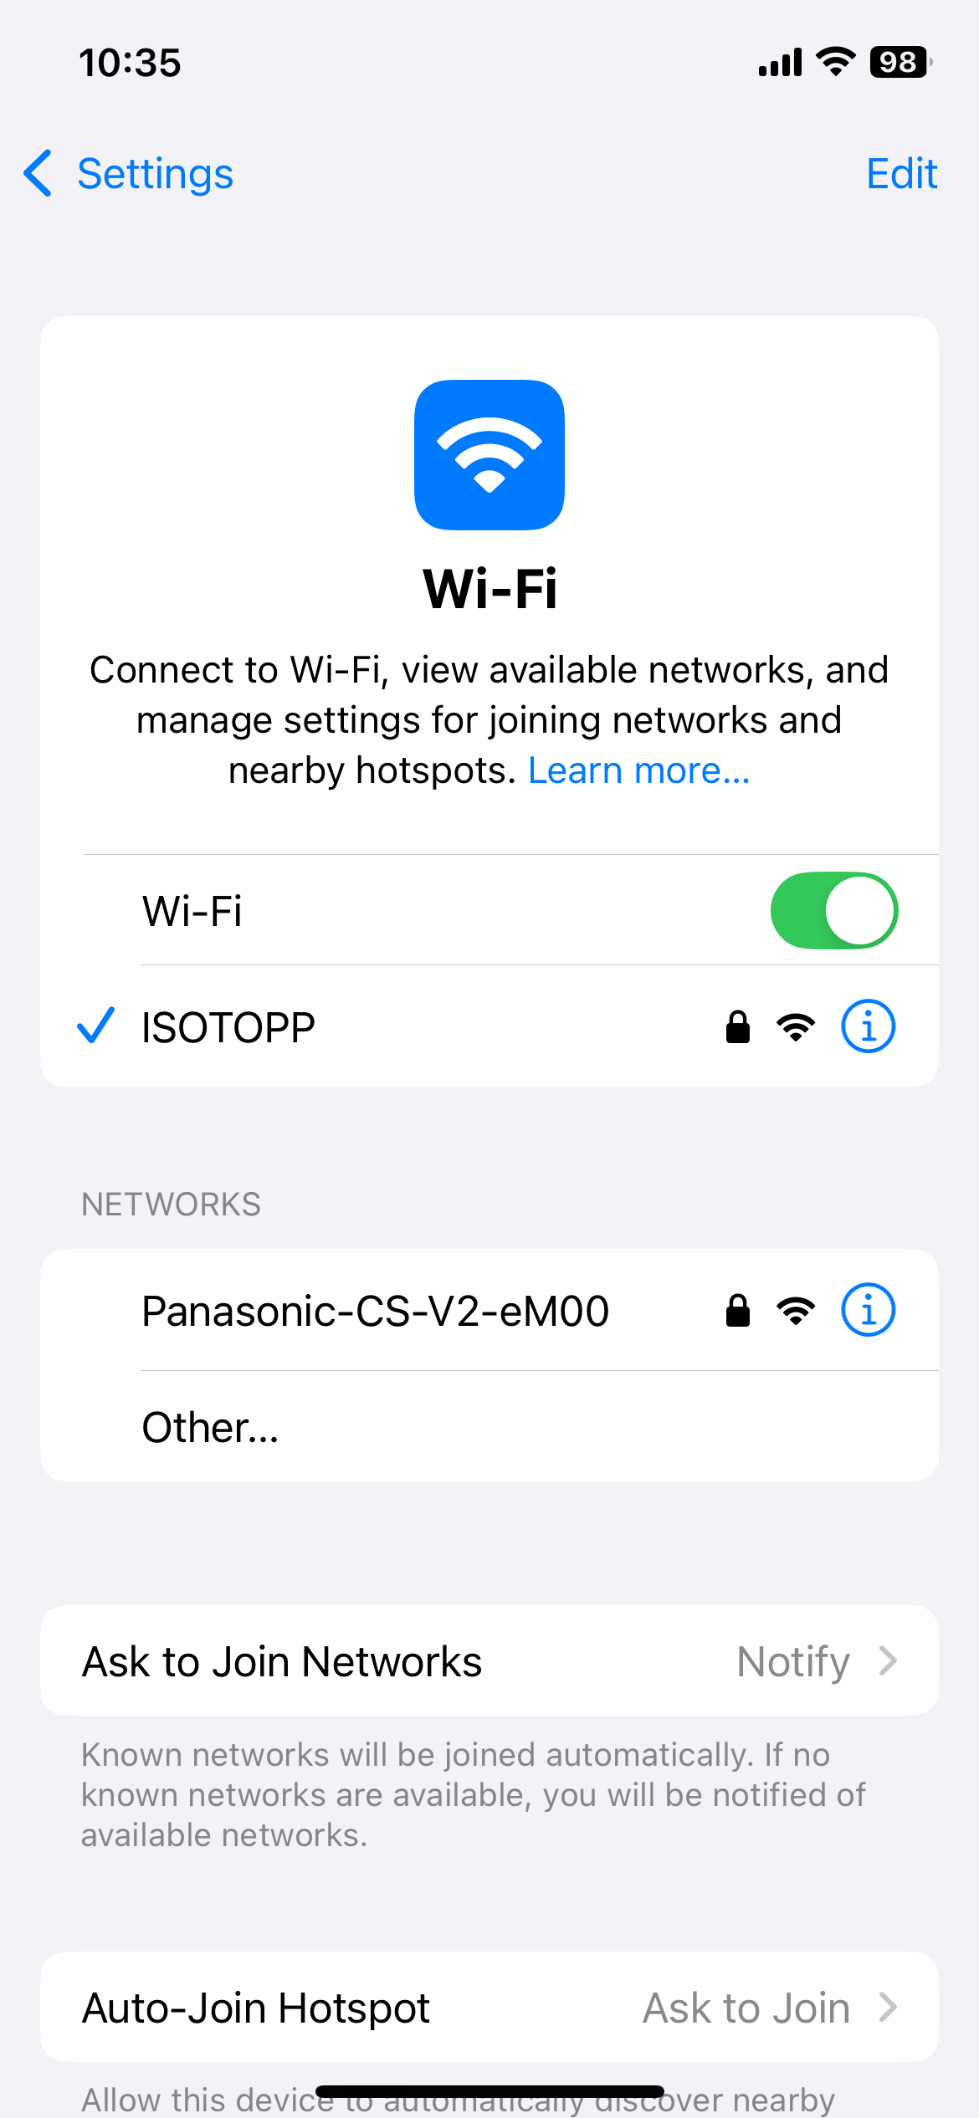 10:35
98
Settings
Edit
Wi-Fi
Connect to Wi-Fi, view available networks, and
manage settings for joining networks and
nearby hotspots. Learn more...
Wi-Fi
ISOTOPP
NETWORKS
Panasonic-CS-V2-eM00
Other...
Ask to Join Networks
Notify
Known networks will be joined automatically. If no
known networks are available, you will be notified of
available networks.
Auto-Join Hotspot
Ask to Join
Allow this device to automatically discover nearby